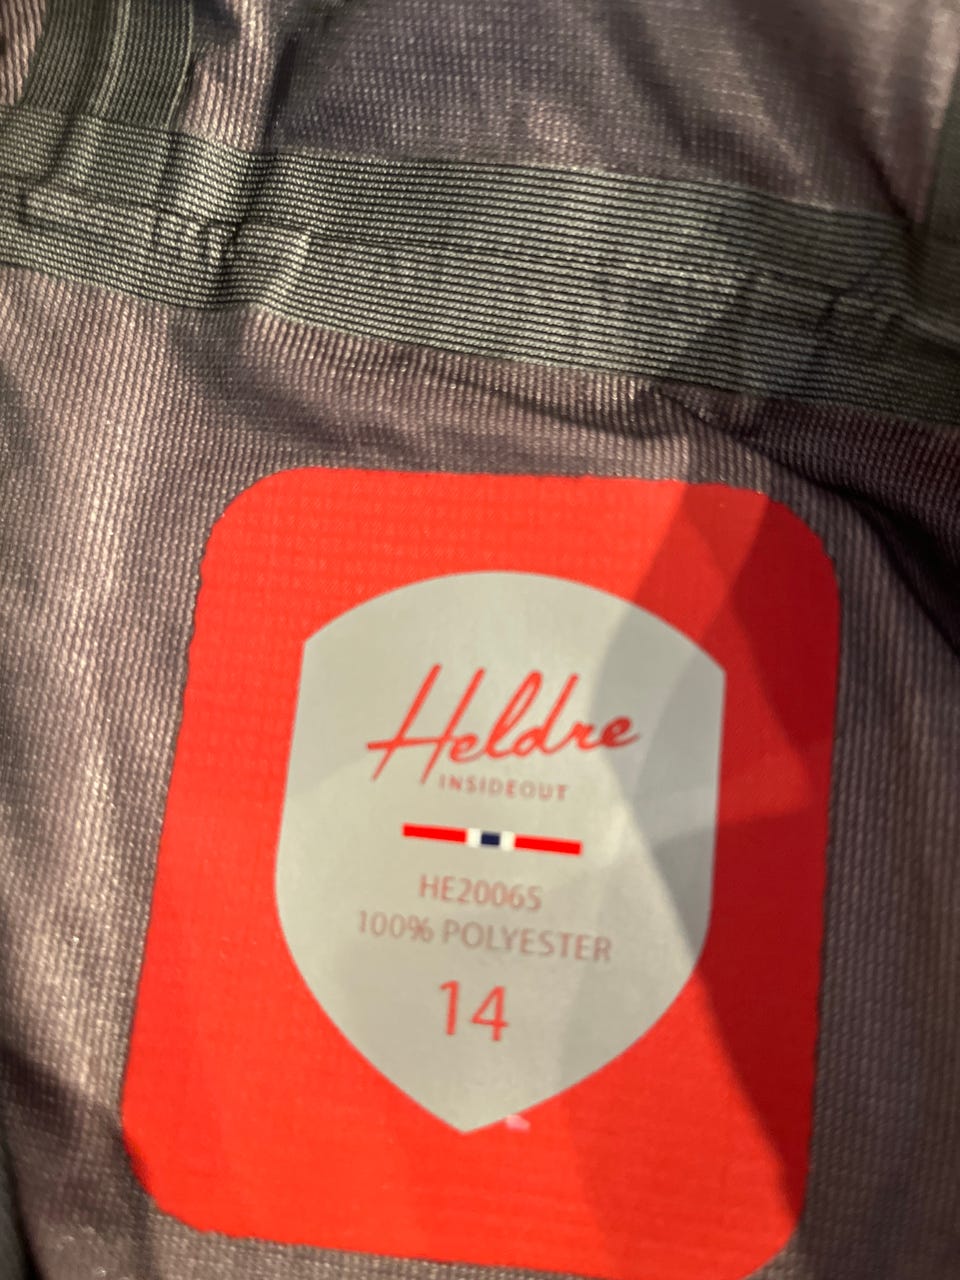 Heldre
INSIDEOUT
HE20065
100% POLYESTER
14